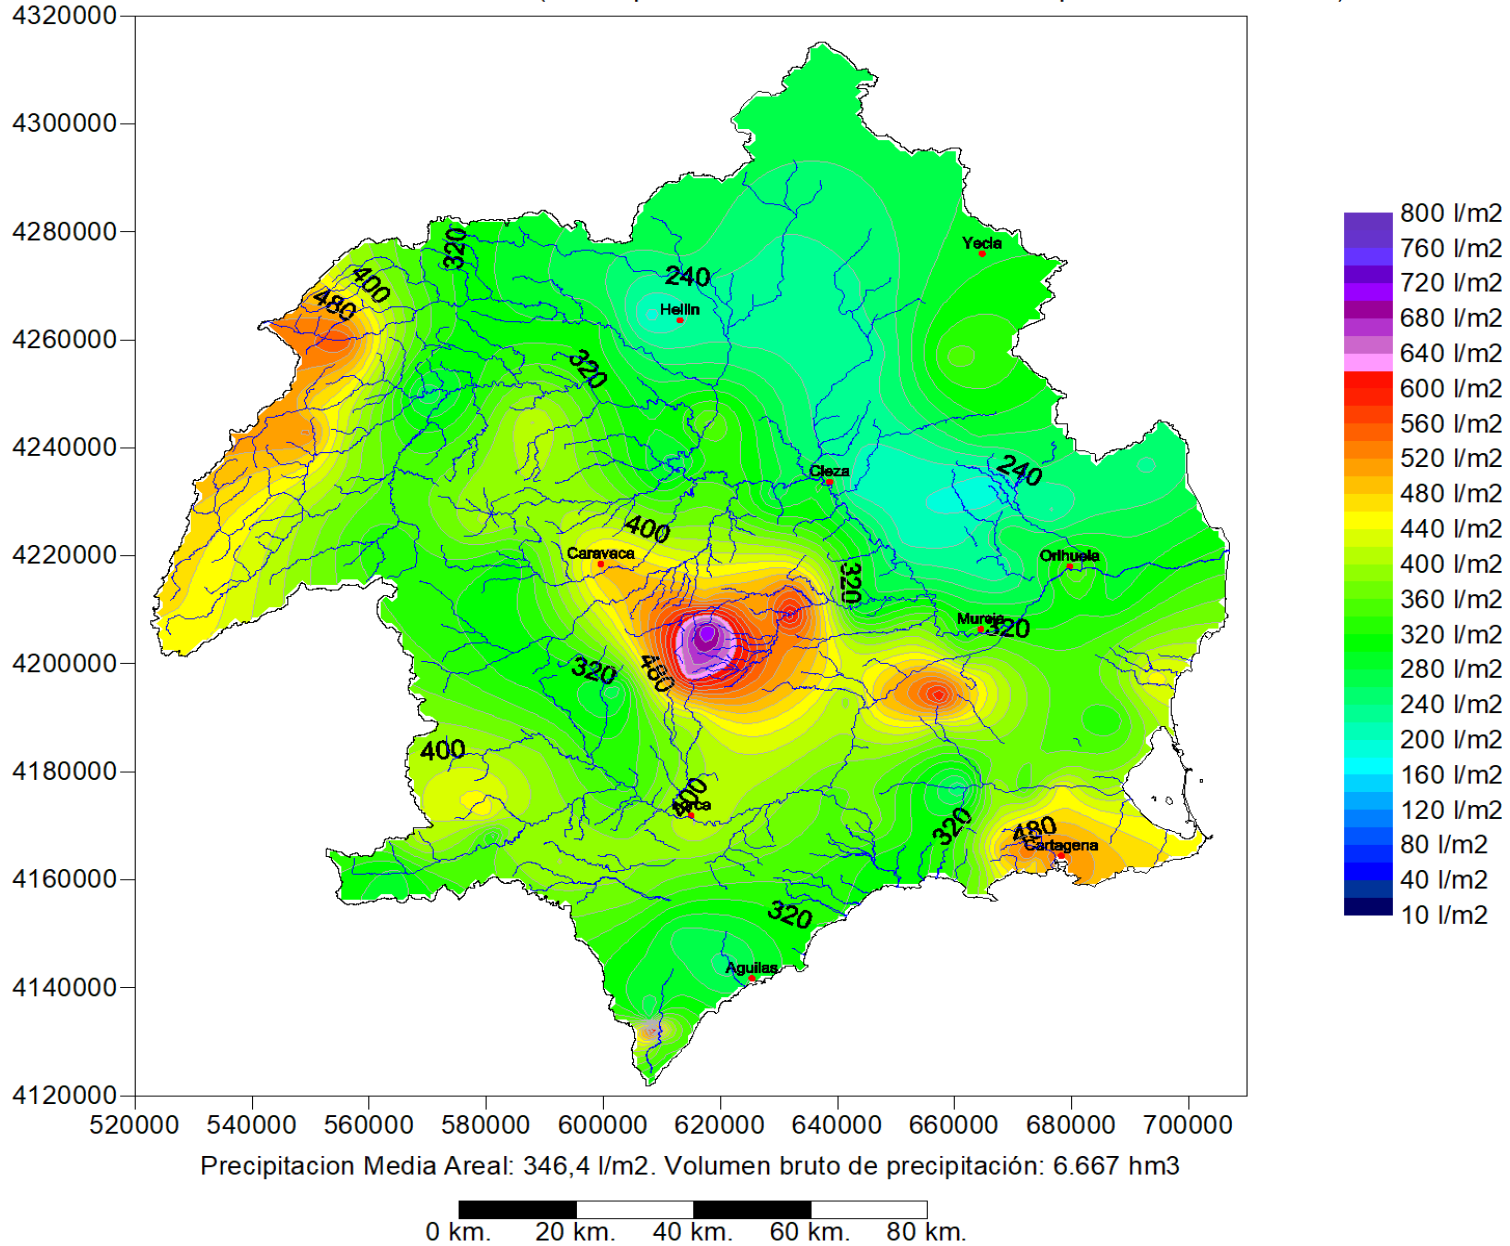 4320000
4300000
4280000
4260000
4240000
4220000
4200000
4180000
4160000
4140000
4120000
520000 540000 560000 580000 600000 620000 640000 660000 680000 700000
320
400
480
240
Yecla
Hellin
320
Cieza
240
400
Caravaca
Orihuela
320
Murcia
320
480
320
400
400
Lorca
320
480
Cartagena
320
Aguilas
800 l/m2
760 l/m2
720 l/m2
680 l/m2
640 l/m2
600 l/m2
560 l/m2
520 l/m2
480 l/m2
440 l/m2
400 l/m2
360 l/m2
320 l/m2
280 l/m2
240 l/m2
200 l/m2
160 l/m2
120 l/m2
80 l/m2
40 l/m2
10 l/m2
Precipitacion Media Areal: 346,4 l/m2. Volumen bruto de precipitación: 6.667 hm3
0 km. 20 km. 40 km. 60 km. 80 km.